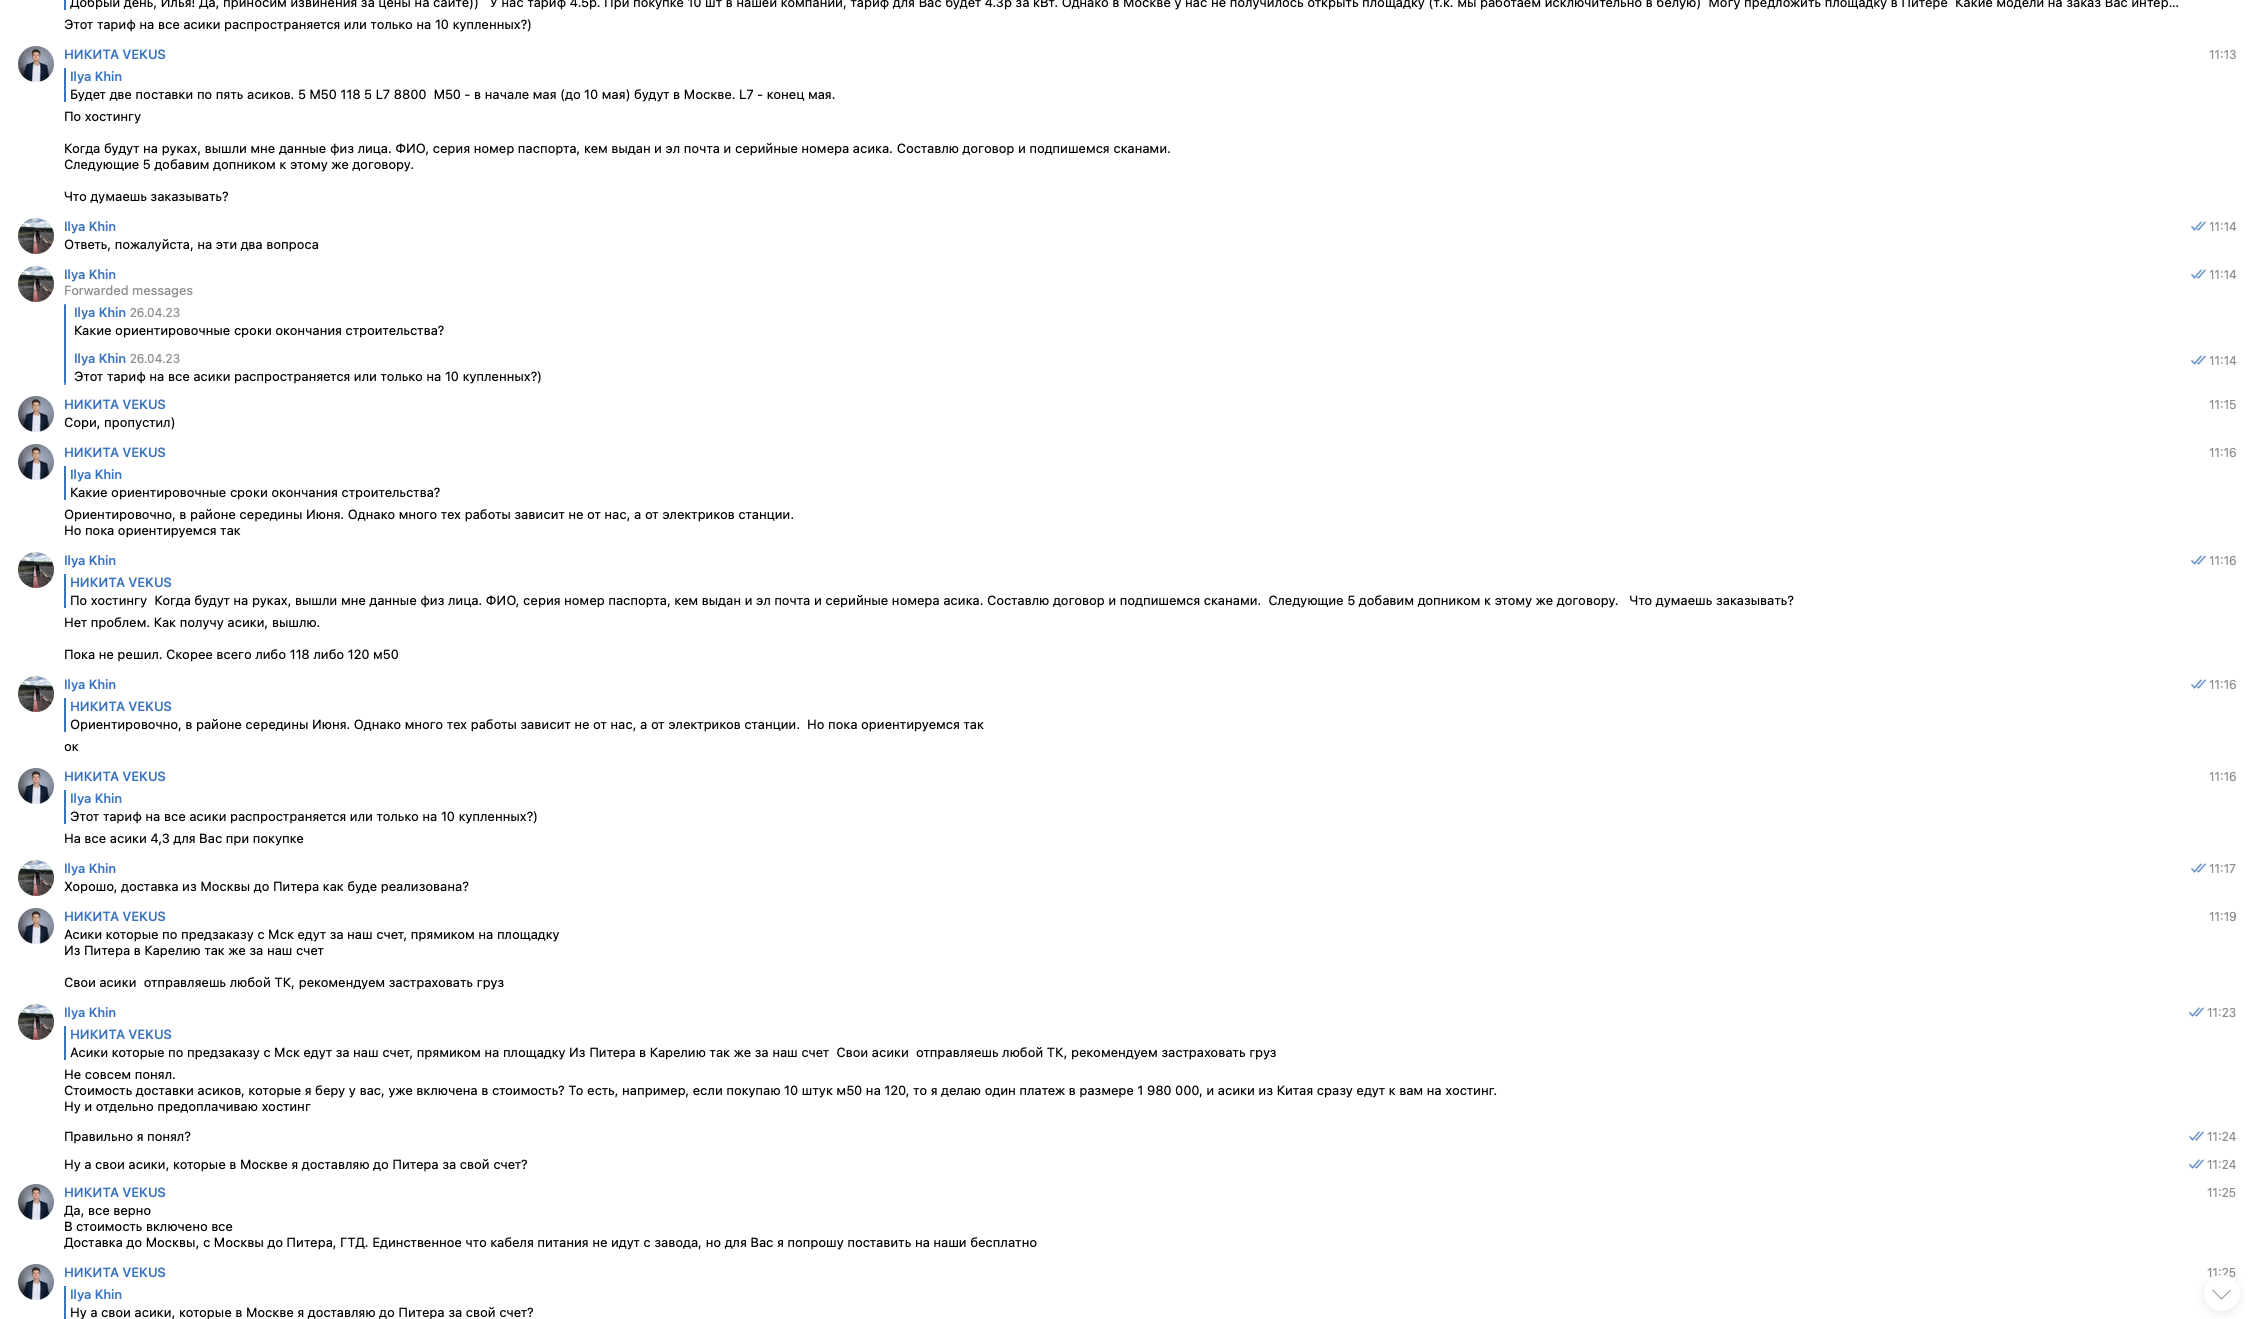 Добрый день, Илья! Да, приносим извинения за цены на сайте)) У нас тариф 4.5р. При покупке 10 шт в нашей компании, тариф для Вас будет 4.3р за кВт. Однако в Москве у нас не получилось открыть площадку (т.к. мы работаем исключительно в белую) Могу предложить площадку в Питере Какие модели на заказ Вас интер...
Этот тариф на все асики распространяется или только на 10 купленных?)
НИКИТА VEKUS 11:13
Ilya Khin
Будет две поставки по пять асиков. 5 М50 118 5 L7 8800 M50 - в начале мая (до 10 мая) будут в Москве. L7 - конец мая.
По хостингу
Когда будут на руках, вышли мне данные физ лица. ФИО, серия номер паспорта, кем выдан и эл почта и серийные номера асика. Составлю договор и подпишемся сканами.
Следующие 5 добавим допником к этому же договору.
Что думаешь заказывать?
Ilya Khin 11:14
Ответь, пожалуйста, на эти два вопроса
Ilya Khin 11:14
Forwarded messages
Ilya Khin 26.04.23
Какие ориентировочные сроки окончания строительства?
Ilya Khin 26.04.23 11:14
Этот тариф на все асики распространяется или только на 10 купленных?)
НИКИТА VEKUS 11:15
Сори, пропустил)
НИКИТА VEKUS 11:16
Ilya Khin
Какие ориентировочные сроки окончания строительства?
Ориентировочно, в районе середины Июня. Однако много тех работы зависит не от нас, а от электриков станции.
Но пока ориентируемся так
Ilya Khin 11:16
НИКИТА VEKUS
По хостингу Когда будут на руках, вышли мне данные физ лица. ФИО, серия номер паспорта, кем выдан и эл почта и серийные номера асика. Составлю договор и подпишемся сканами. Следующие 5 добавим допником к этому же договору. Что думаешь заказывать?
Нет проблем. Как получу асики, вышлю.
Пока не решил. Скорее всего либо 118 либо 120 м50
Ilya Khin 11:16
НИКИТА VEKUS
Ориентировочно, в районе середины Июня. Однако много тех работы зависит не от нас, а от электриков станции. Но пока ориентируемся так
ок
НИКИТА VEKUS 11:16
Ilya Khin
Этот тариф на все асики распространяется или только на 10 купленных?)
На все асики 4,3 для Вас при покупке
Ilya Khin 11:17
Хорошо, доставка из Москвы до Питера как буде реализована?
НИКИТА VEKUS 11:19
Асики которые по предзаказу с Мск едут за наш счет, прямиком на площадку
Из Питера в Карелию так же за наш счет
Свои асики отправляешь любой ТК, рекомендуем застраховать груз
Ilya Khin 11:23
НИКИТА VEKUS
Асики которые по предзаказу с Мск едут за наш счет, прямиком на площадку Из Питера в Карелию так же за наш счет Свои асики отправляешь любой ТК, рекомендуем застраховать груз
Не совсем понял.
Стоимость доставки асиков, которые я беру у вас, уже включена в стоимость? То есть, например, если покупаю 10 штук м50 на 120, то я делаю один платеж в размере 1 980 000, и асики из Китая сразу едут к вам на хостинг.
Ну и отдельно предоплачиваю хостинг
Правильно я понял? 11:24
Ну а свои асики, которые в Москве я доставляю до Питера за свой счет? 11:24
НИКИТА VEKUS 11:25
Да, все верно
В стоимость включено все
Доставка до Москвы, с Москвы до Питера, ГТД. Единственное что кабеля питания не идут с завода, но для Вас я попрошу поставить на наши бесплатно
НИКИТА VEKUS 11:25
Ilya Khin
Ну а свои асики, которые в Москве я доставляю до Питера за свой счет?